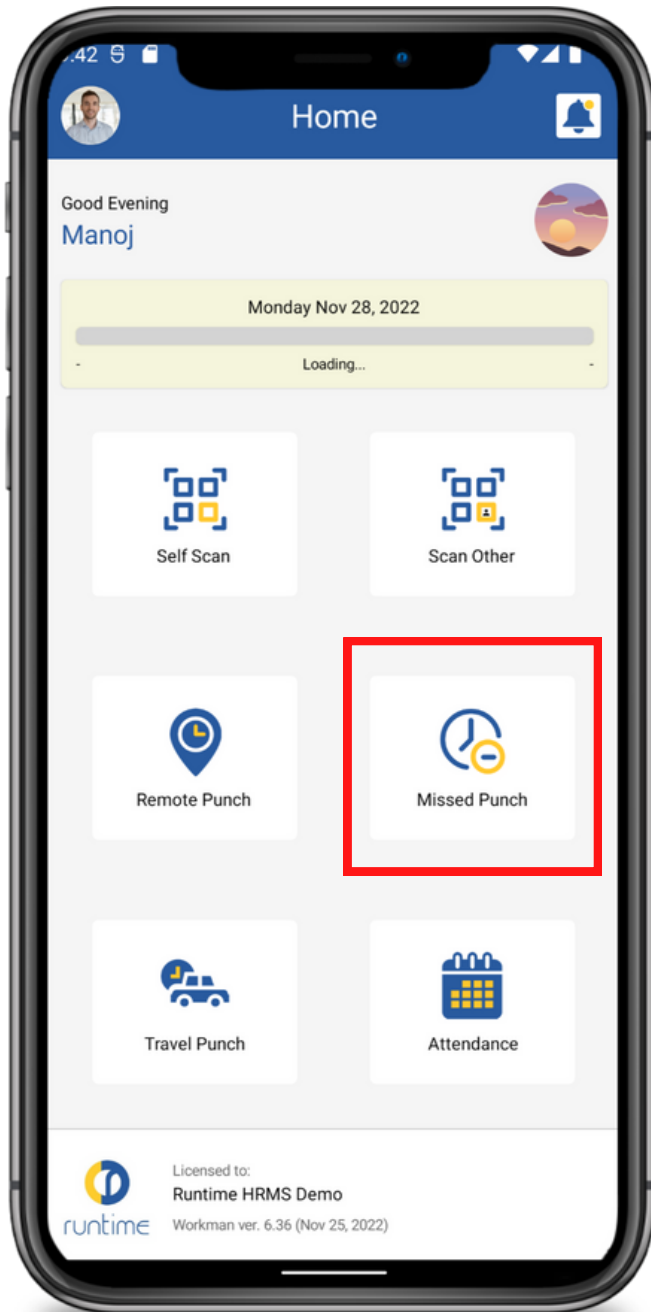 :42
Home
Good Evening
Manoj
Monday Nov 28, 2022
- Loading... -
Self Scan
Scan Other
Remote Punch
Missed Punch
Travel Punch
Attendance
Licensed to:
Runtime HRMS Demo
runtime
Workman ver. 6.36 (Nov 25, 2022)